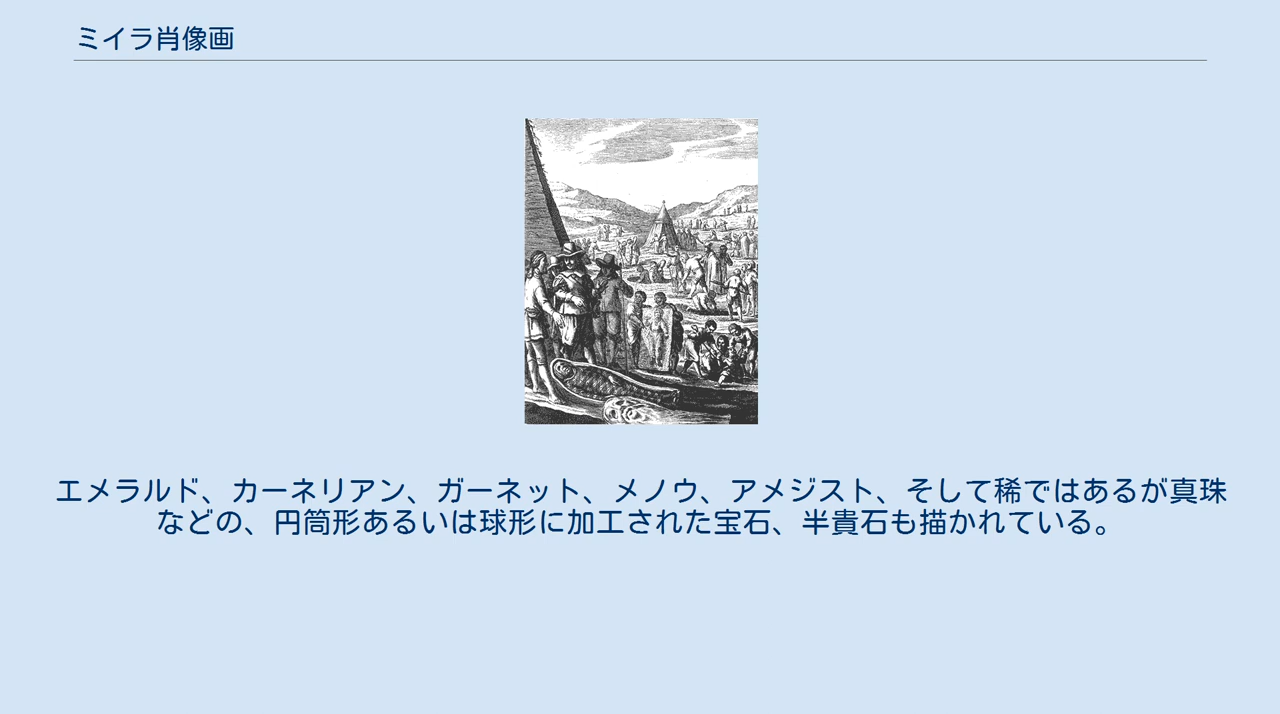 ミイラ肖像画
エメラルド、カーネリアン、ガーネット、メノウ、アメジスト、そして稀ではあるが真珠
などの、円筒形あるいは球形に加工された宝石、半貴石も描かれている。